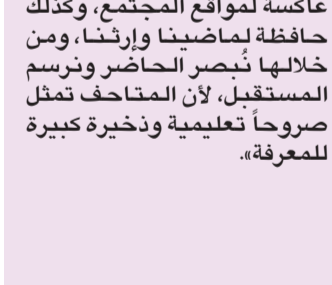 عاكسة لمواقع المجتمع، وكذلك
حافظة لماضينا وإرثنا، ومن
خلالها نُبصر الحاضر ونرسم
المستقبل، لأن المتاحف تمثل
صروحاً تعليمية وذخيرة كبيرة
للمعرفة».